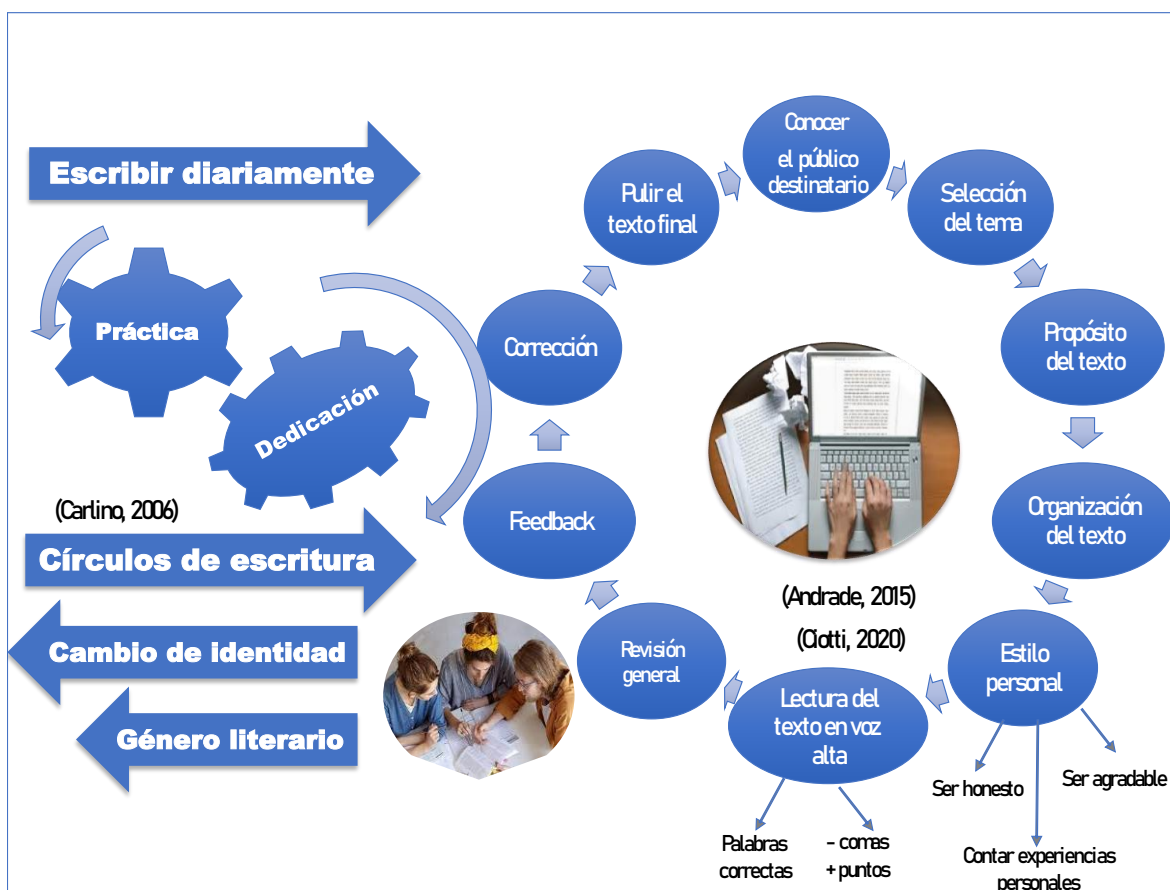 Escribir diariamente
Práctica
Dedicación
(Carlino, 2006)
Círculos de escritura
Cambio de identidad
Género literario
Conocer
el público
destinatario
Selección
del tema
Propósito
del texto
Organización
del texto
Estilo
personal
Ser honesto
Ser agradable
Contar experiencias
personales
Lectura del
texto en voz
alta
Palabras
correctas
- comas
+ puntos
Revisión
general
Feedback
Corrección
Pulir el
texto final
(Andrade, 2015)
(Ciotti, 2020)